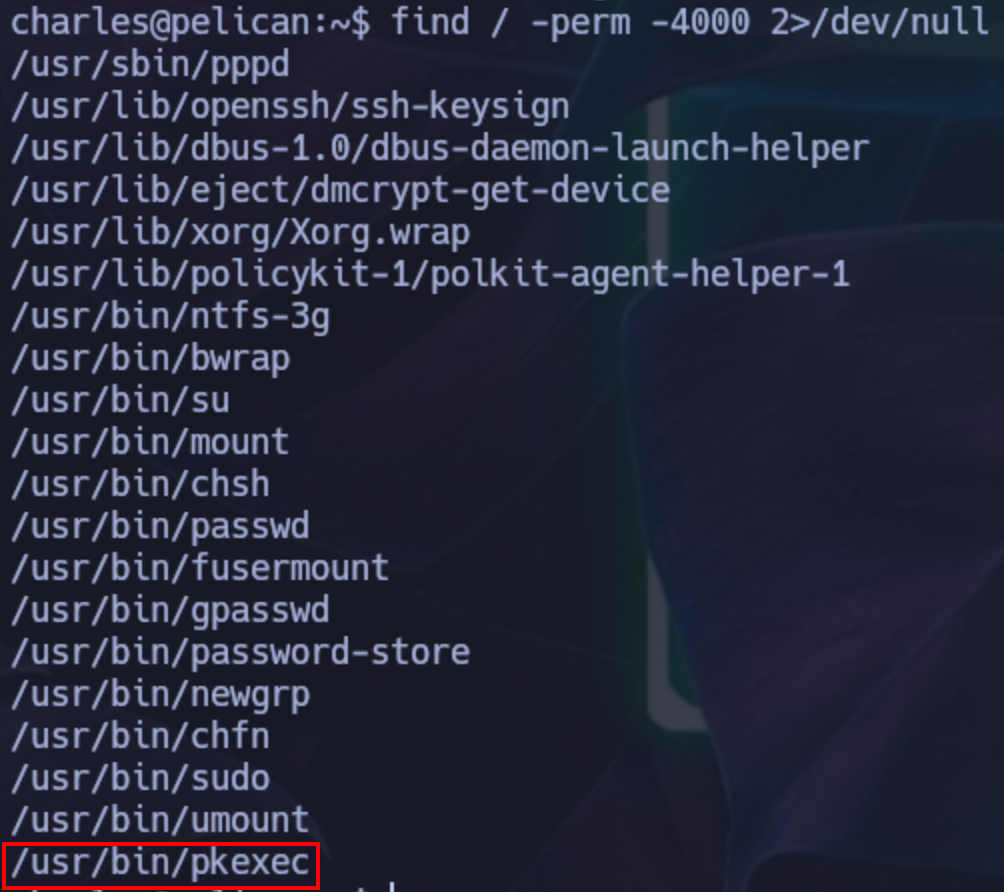 charles@pelican:~$ find / -perm -4000 2>/dev/null
/usr/sbin/pppd
/usr/lib/openssh/ssh-keysign
/usr/lib/dbus-1.0/dbus-daemon-launch-helper
/usr/lib/eject/dmcrypt-get-device
/usr/lib/xorg/Xorg.wrap
/usr/lib/policykit-1/polkit-agent-helper-1
/usr/bin/ntfs-3g
/usr/bin/bwrap
/usr/bin/su
/usr/bin/mount
/usr/bin/chsh
/usr/bin/passwd
/usr/bin/fusermount
/usr/bin/gpasswd
/usr/bin/password-store
/usr/bin/newgrp
/usr/bin/chfn
/usr/bin/sudo
/usr/bin/umount
/usr/bin/pkexec